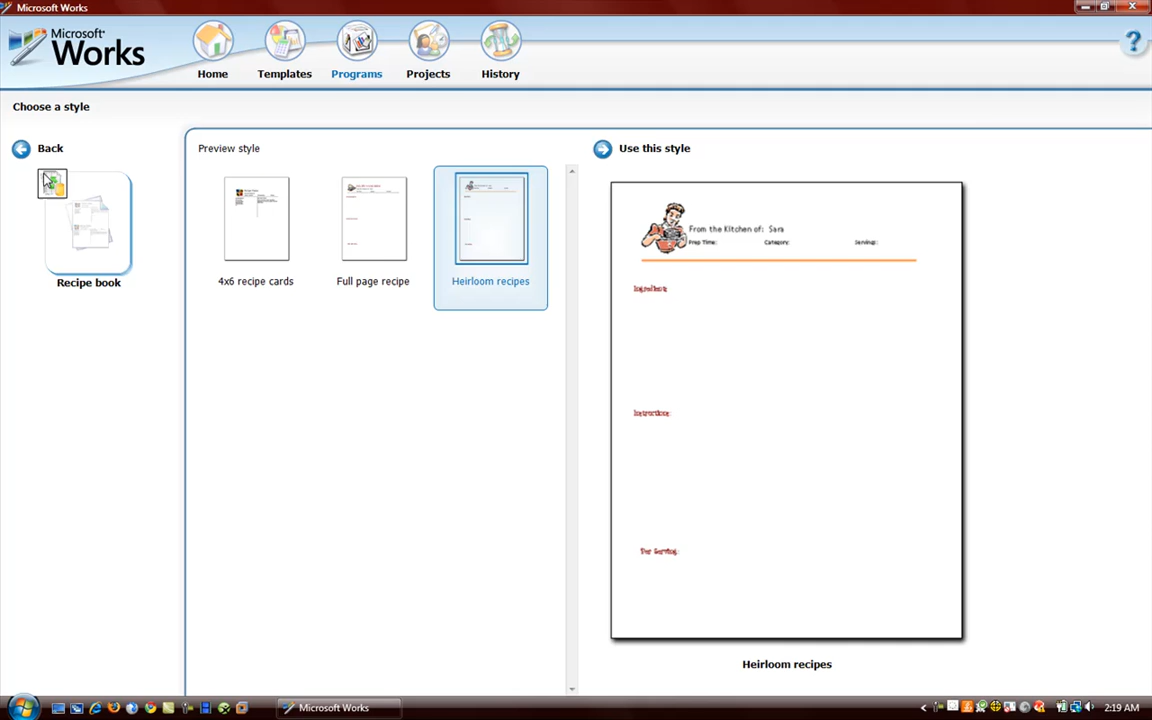 Microsoft Works
Microsoft®
Works
Home
Templates
Programs
Projects
History
Choose a style
Back
Recipe book
Preview style
4x6 recipe cards
Full page recipe
Heirloom recipes
Use this style
From the Kitchen of: Sara
Prep Time: Category: Servings:
Ingredients:
Instructions:
Per Serving:
Heirloom recipes
Microsoft Works
2:19 AM